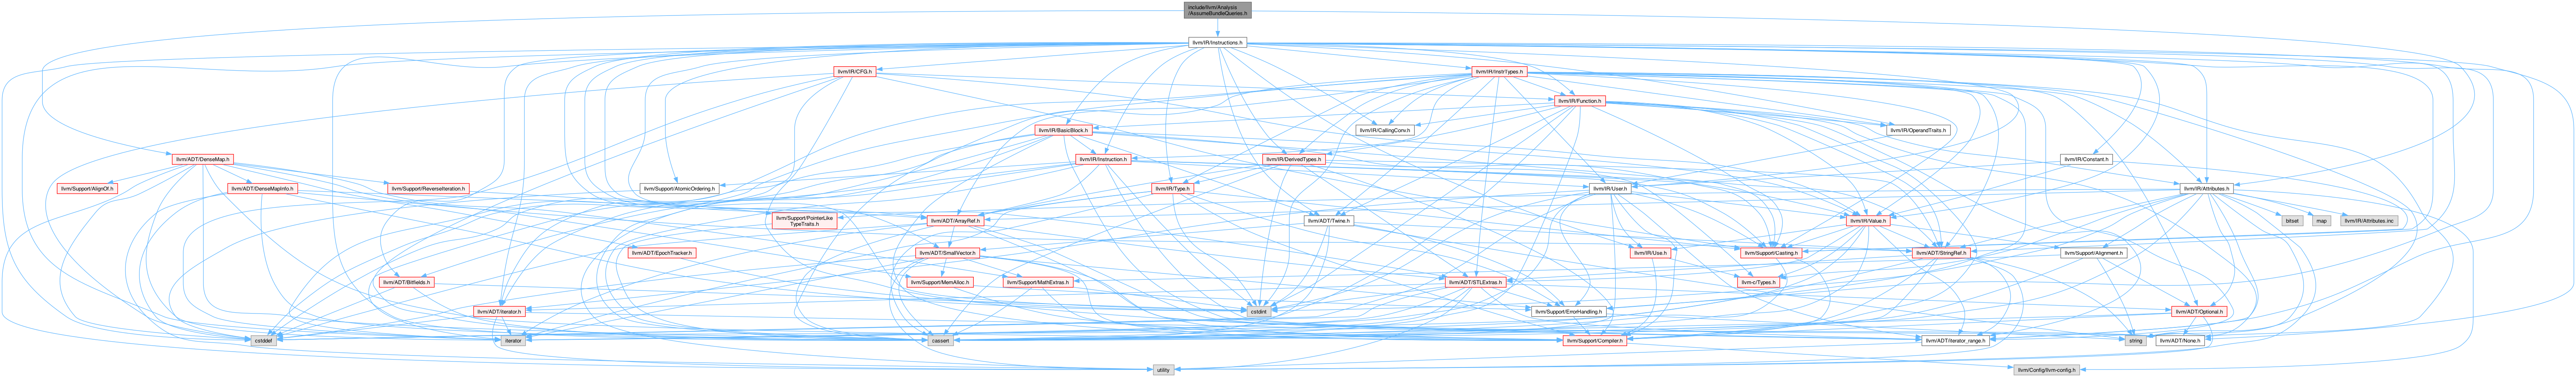 include/llvm/Analysis
/AssumeBundleQueries.h
llvm/IR/Instructions.h
llvm/IR/CFG.h
llvm/IR/InstrTypes.h
llvm/IR/Function.h
llvm/IR/BasicBlock.h
llvm/IR/CallingConv.h
llvm/IR/OperandTraits.h
llvm/ADT/DenseMap.h
llvm/IR/Instruction.h
llvm/IR/DerivedTypes.h
llvm/IR/Constant.h
llvm/Support/AlignOf.h
llvm/ADT/DenseMapInfo.h
llvm/Support/ReverseIteration.h
llvm/Support/AtomicOrdering.h
llvm/IR/Type.h
llvm/IR/User.h
llvm/IR/Attributes.h
llvm/Support/PointerLike
TypeTraits.h
llvm/ADT/ArrayRef.h
llvm/ADT/Twine.h
llvm/IR/Value.h
bitset
map
llvm/IR/Attributes.inc
llvm/ADT/EpochTracker.h
llvm/ADT/SmallVector.h
llvm/IR/Use.h
llvm/Support/Casting.h
llvm/ADT/StringRef.h
llvm/Support/Alignment.h
llvm/ADT/Bitfields.h
llvm/Support/MemAlloc.h
llvm/Support/MathExtras.h
llvm/ADT/STLExtras.h
llvm-c/Types.h
llvm/ADT/iterator.h
cstdint
llvm/Support/ErrorHandling.h
llvm/ADT/Optional.h
cstddef
iterator
cassert
llvm/Support/Compiler.h
llvm/ADT/iterator_range.h
string
llvm/ADT/None.h
utility
llvm/Config/llvm-config.h